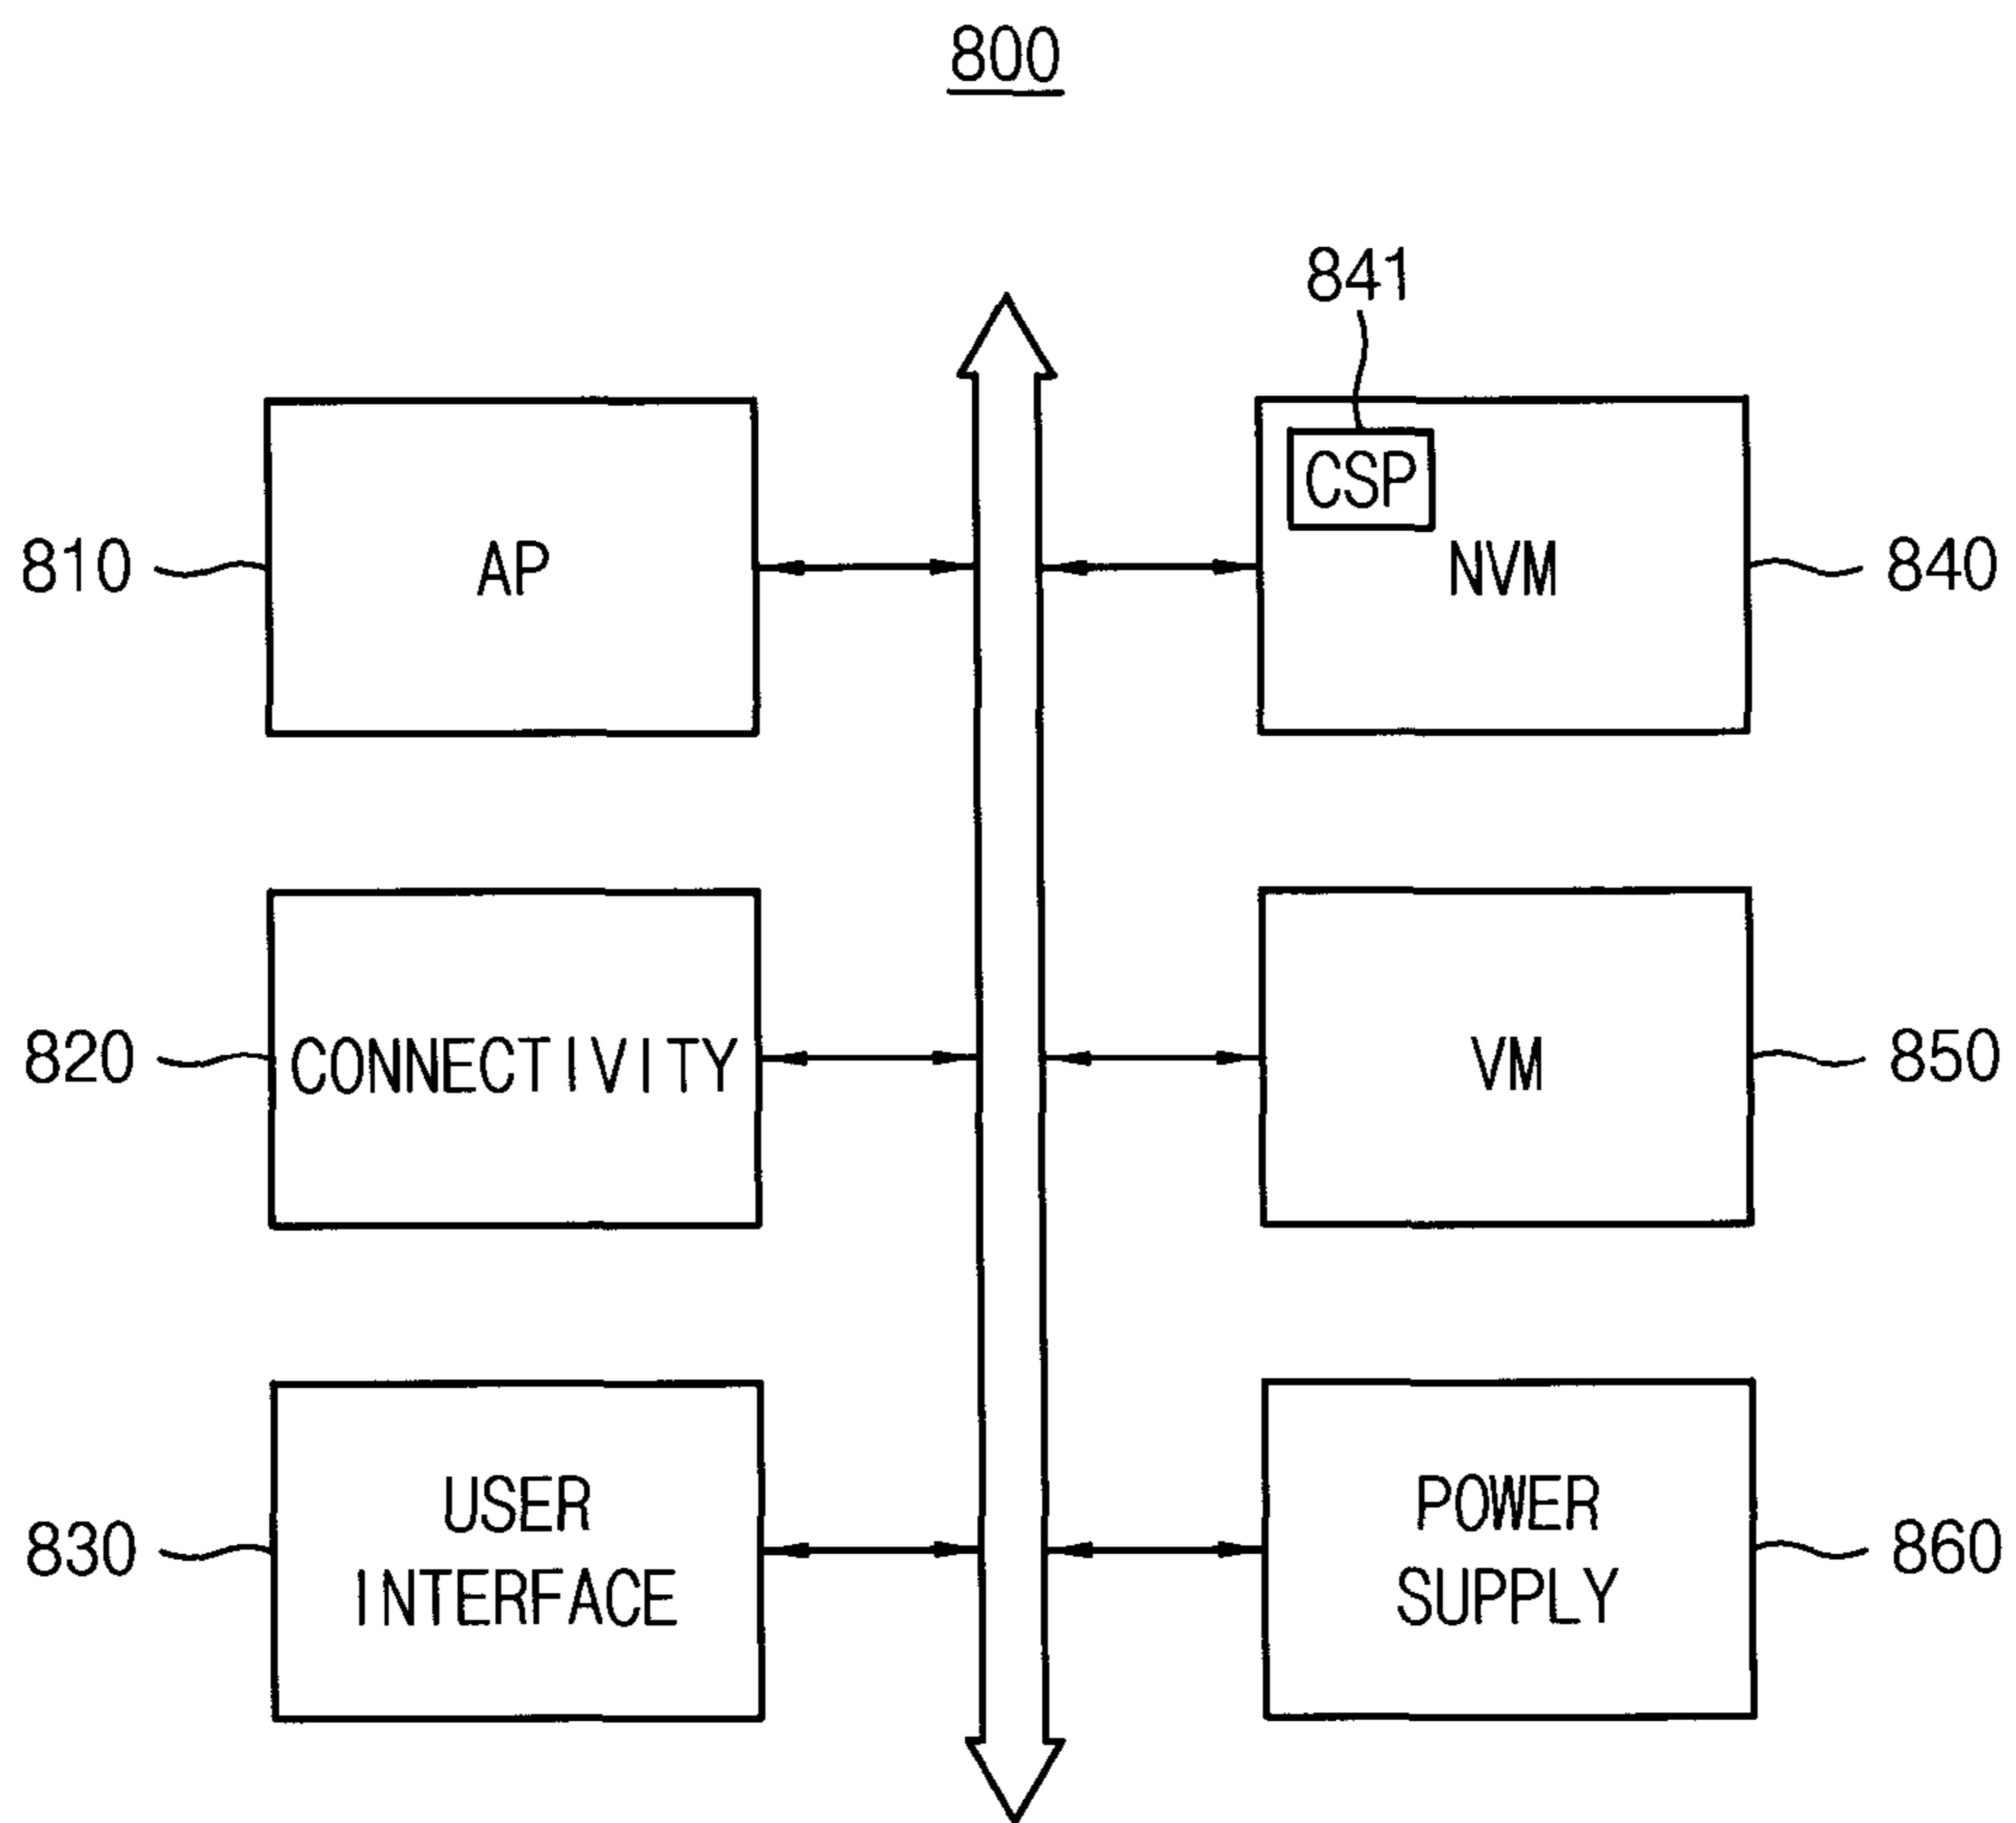 800
841
CSP
810
AP
NVM
840
820
CONNECTIVITY
VM
850
830
USER
INTERFACE
POWER
SUPPLY
860